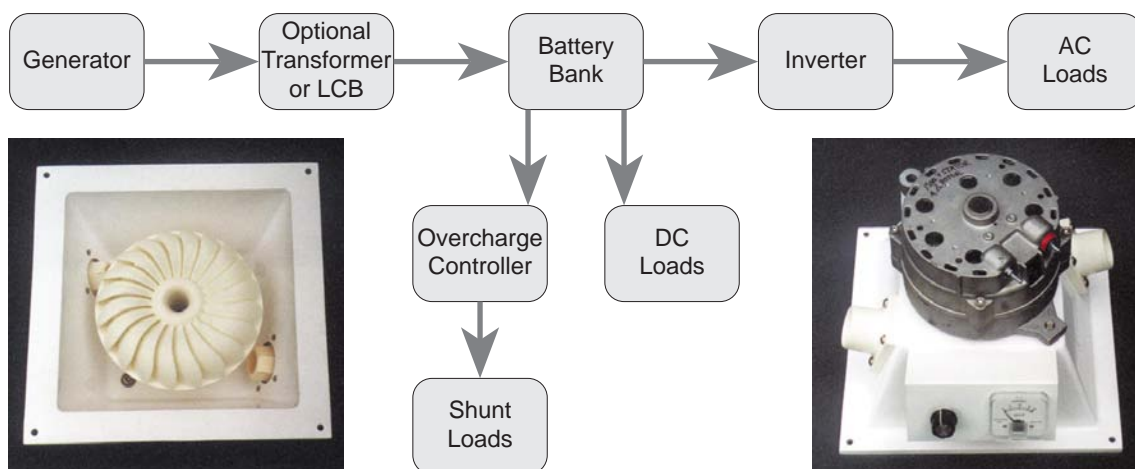 Generator
Optional
Transformer
or LCB
Battery
Bank
Inverter
AC
Loads
Overcharge
Controller
DC
Loads
Shunt
Loads